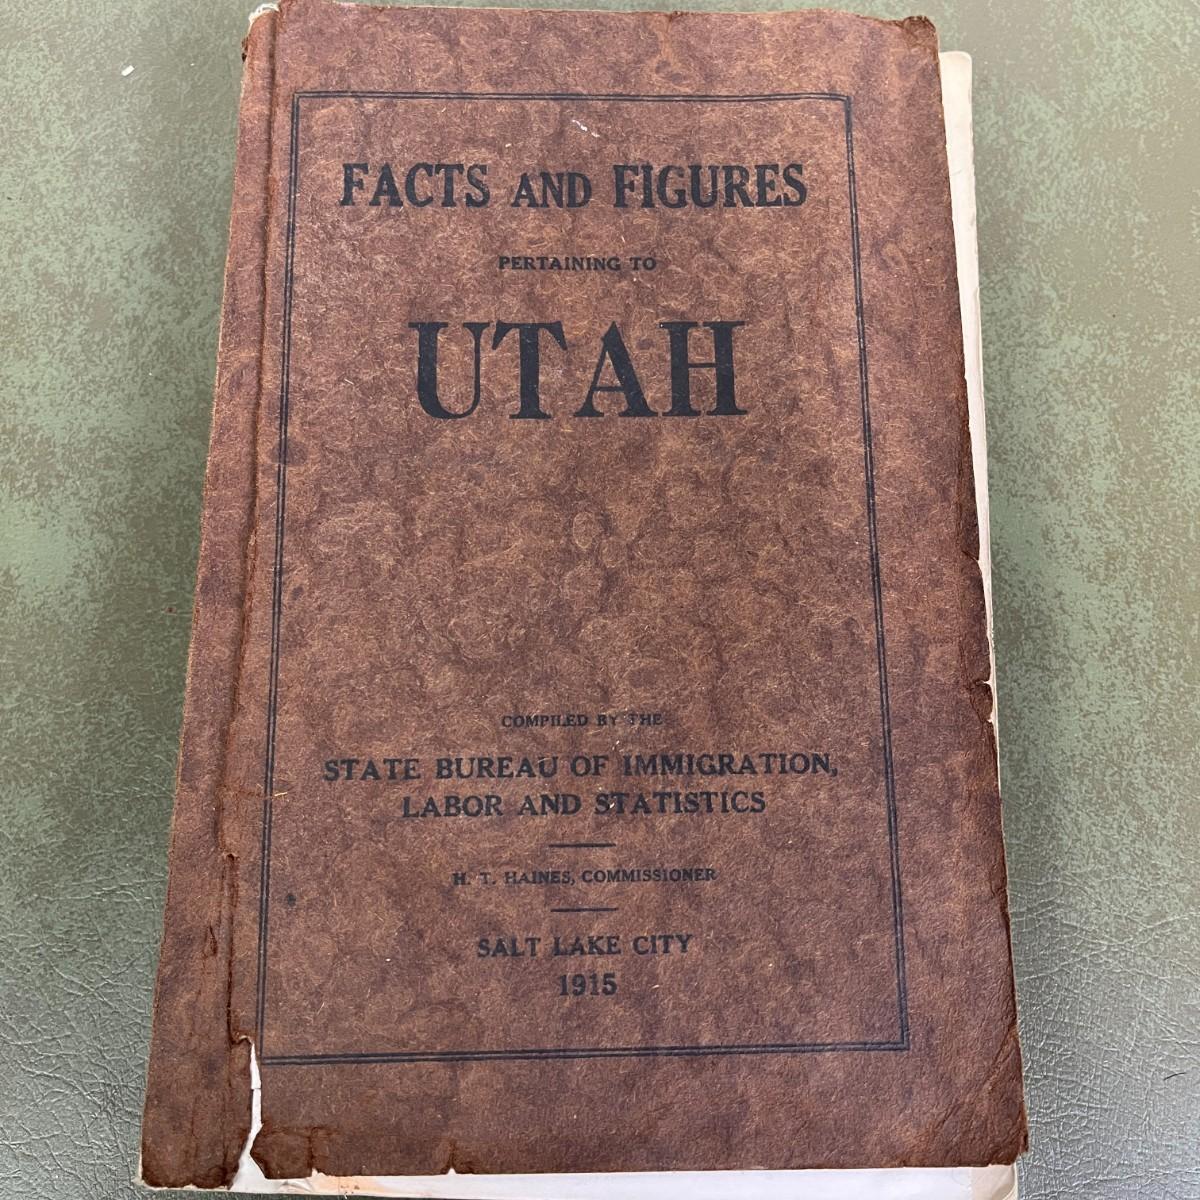 FACTS AND FIGURES
PERTAINING TO
UTAH
COMPILED BY THE
STATE BUREAU OF IMMIGRATION,
LABOR AND STATISTICS
H. T. HAINES, COMMISSIONER
SALT LAKE CITY
1915